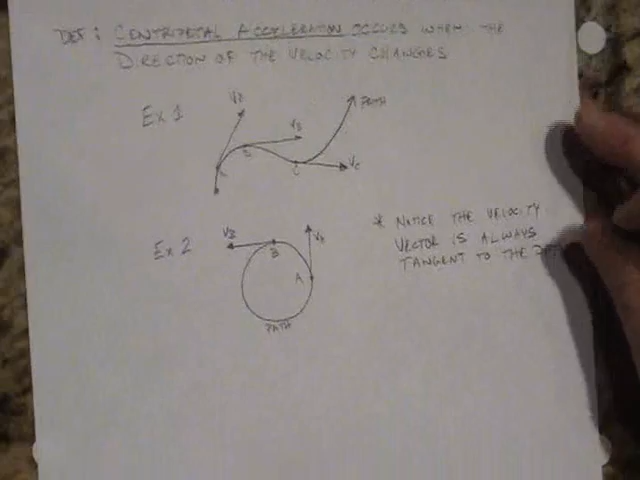 DEF: CENTRIPETAL ACCELERATION OCCURS WHEN THE
DIRECTION OF THE VELOCITY CHANGES
Ex 1
VA
VB
PATH
A
B
C
VC
Ex 2
VB
VA
B
A
PATH
* NOTICE THE VELOCITY
VECTOR IS ALWAYS
TANGENT TO THE